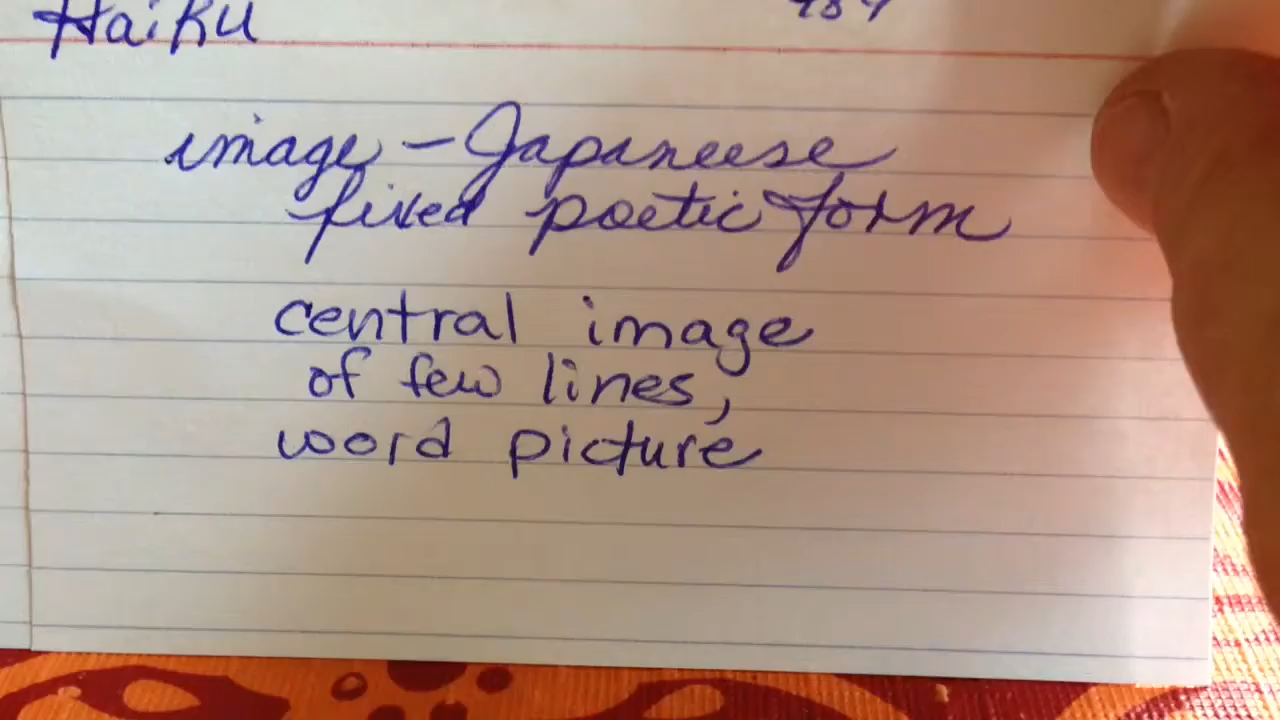 Haiku
image - Japaneese
fixed poetic form
central image
of few lines,
word picture